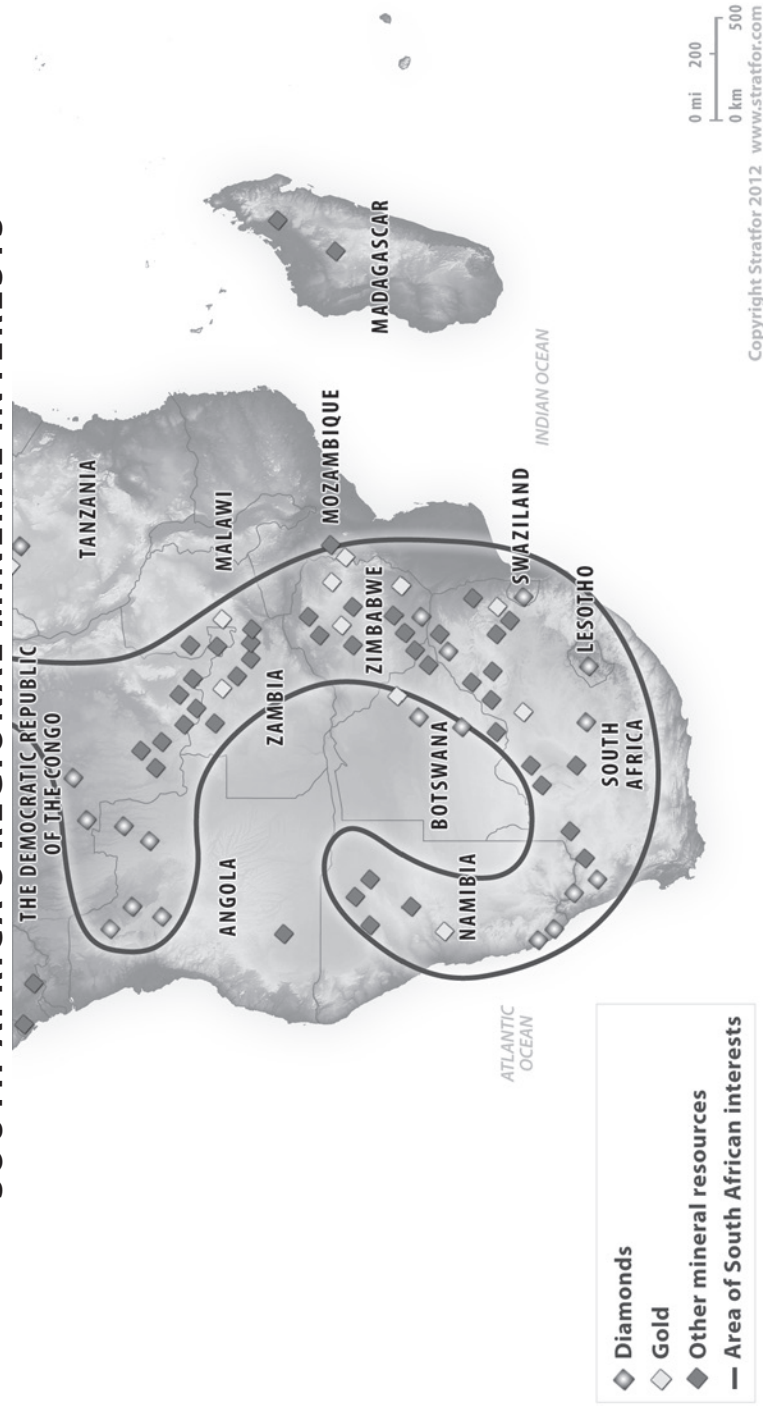 THE DEMOCRATIC REPUBLIC
OF THE CONGO
TANZANIA
ANGOLA
MALAWI
ZAMBIA
MOZAMBIQUE
ZIMBABWE
MADAGASCAR
BOTSWANA
NAMIBIA
SWAZILAND
LESOTHO
SOUTH
AFRICA
ATLANTIC
OCEAN
INDIAN OCEAN
Diamonds
Gold
Other mineral resources
Area of South African interests
0 mi 200
0 km 500
Copyright Stratfor 2012 www.stratfor.com